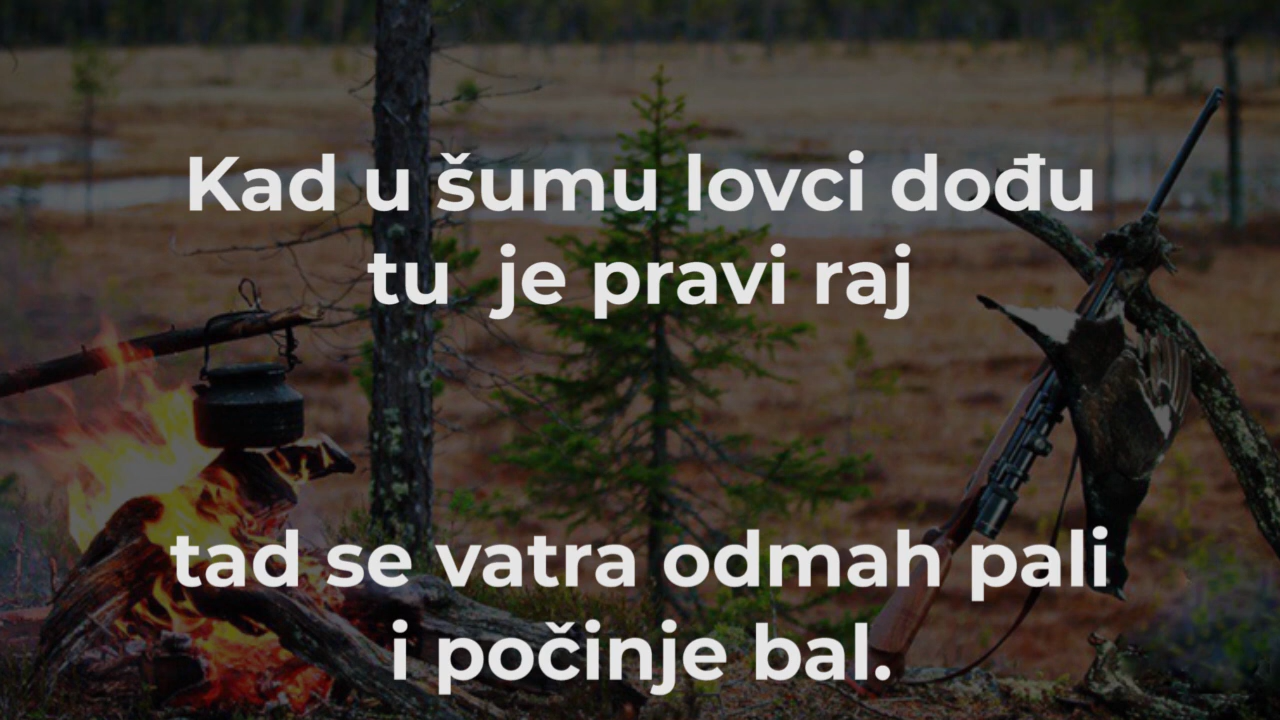 Kad u šumu lovci dođu
tu  je pravi raj
tad se vatra odmah pali
i počinje bal.